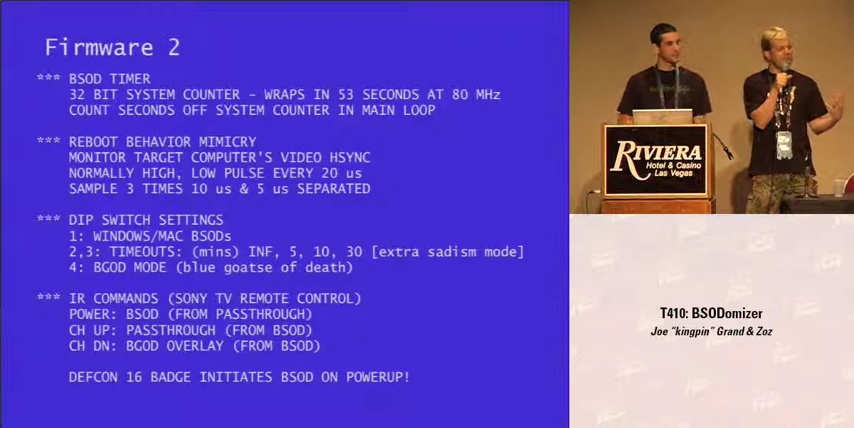 Firmware 2
*** BSOD TIMER
32 BIT SYSTEM COUNTER - WRAPS IN 53 SECONDS AT 80 MHz
COUNT SECONDS OFF SYSTEM COUNTER IN MAIN LOOP
*** REBOOT BEHAVIOR MIMICRY
MONITOR TARGET COMPUTER'S VIDEO HSYNC
NORMALLY HIGH, LOW PULSE EVERY 20 us
SAMPLE 3 TIMES 10 us & 5 us SEPARATED
*** DIP SWITCH SETTINGS
1: WINDOWS/MAC BSODs
2,3: TIMEOUTS: (mins) INF, 5, 10, 30 [extra sadism mode]
4: BGOD MODE (blue goatse of death)
*** IR COMMANDS (SONY TV REMOTE CONTROL)
POWER: BSOD (FROM PASSTHROUGH)
CH UP: PASSTHROUGH (FROM BSOD)
CH DN: BGOD OVERLAY (FROM BSOD)
DEFCON 16 BADGE INITIATES BSOD ON POWERUP!
RIVIERA
Hotel & Casino
Las Vegas
T410: BSODomizer
Joe "kingpin" Grand & Zoz